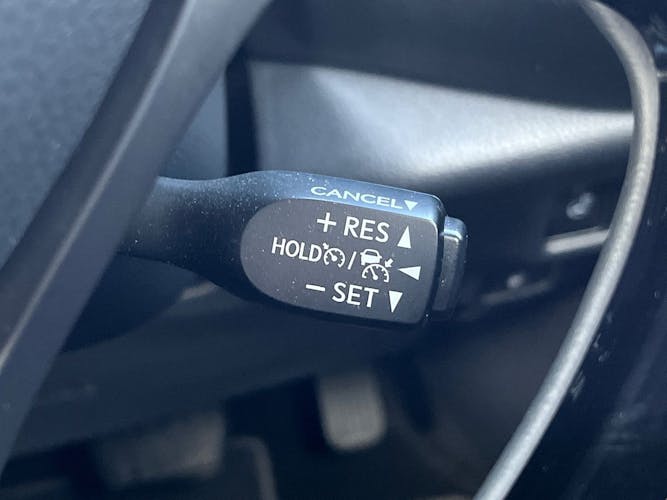 CANCEL▼
+ RES ▲
HOLD / ◀
− SET ▼